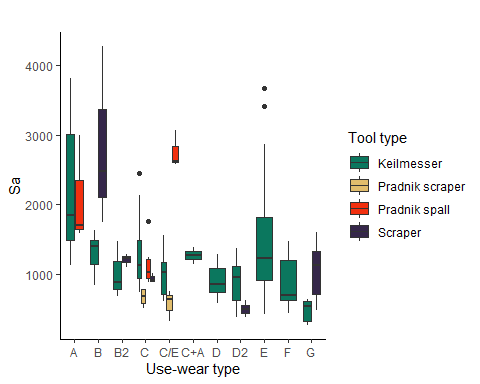 4000
3000
2000
1000
Sa
A B B2 C C/E C+A D D2 E F G
Use-wear type
Tool type
Keilmesser
Pradnik scraper
Pradnik spall
Scraper